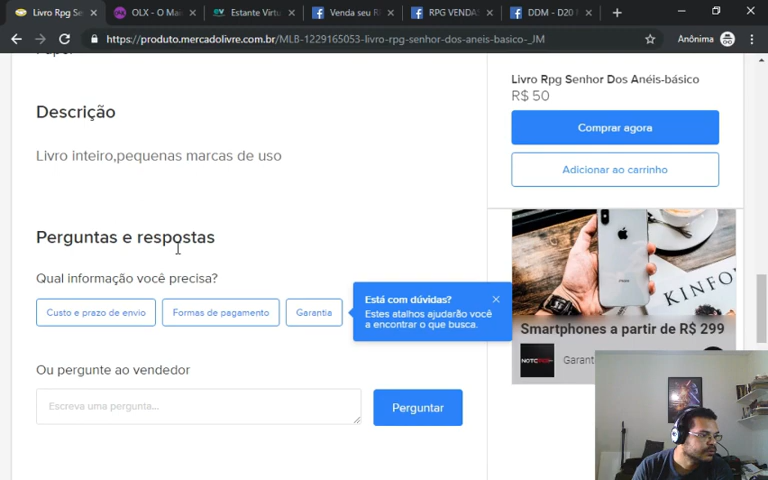 Livro Rpg Se
OLX - O Mai
Estante Virtu
Venda seu R
RPG VENDAS
DDM - D20 M
https://produto.mercadolivre.com.br/MLB-1229165053-livro-rpg-senhor-dos-aneis-basico-_JM
Anônima
Papel
Descrição
Livro inteiro,pequenas marcas de uso
Perguntas e respostas
Qual informação você precisa?
Custo e prazo de envio
Formas de pagamento
Garantia
Está com dúvidas?
Estes atalhos ajudarão você
a encontrar o que busca.
Ou pergunte ao vendedor
Escreva uma pergunta...
Perguntar
Livro Rpg Senhor Dos Anéis-básico
R$ 50
Comprar agora
Adicionar ao carrinho
KINFO
Smartphones a partir de R$ 299
Garant